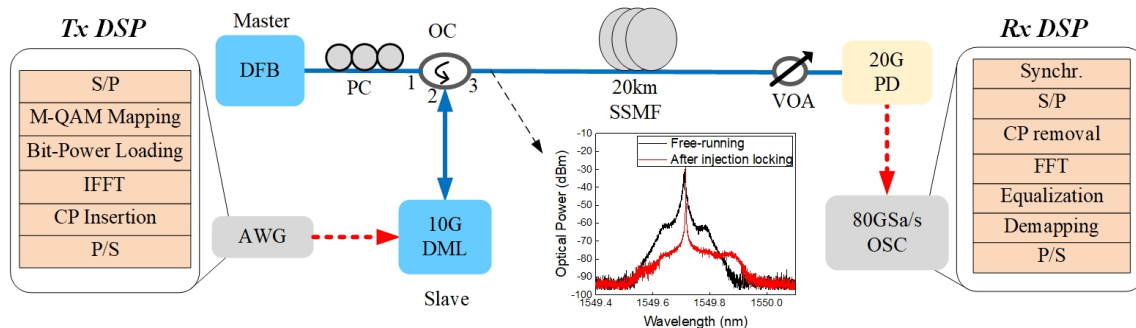 Tx DSP
S/P
M-QAM Mapping
Bit-Power Loading
IFFT
CP Insertion
P/S
Master
DFB
PC
OC
1
2
3
AWG
10G
DML
Slave
20km
SSMF
VOA
20G
PD
80GSa/s
OSC
Optical Power (dBm)
-10
-20
-30
-40
-50
-60
-70
-80
-90
-100
Free-running
After injection locking
1549.4 1549.6 1549.8 1550.0
Wavelength (nm)
Rx DSP
Synchr.
S/P
CP removal
FFT
Equalization
Demapping
P/S